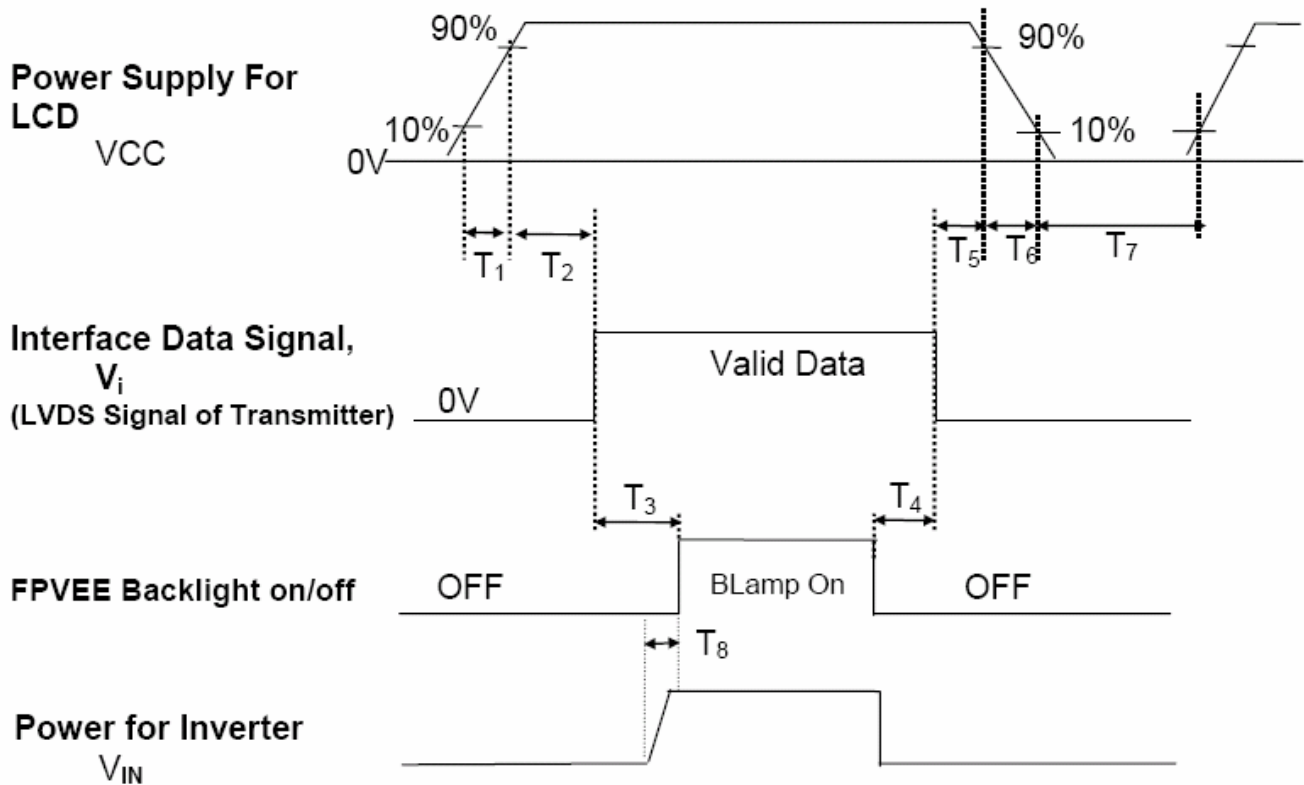 90%
90%
Power Supply For
LCD
10%
10%
VCC
0V
T1
T2
T5
T6
T7
Interface Data Signal,
Vi
Valid Data
0V
(LVDS Signal of Transmitter)
T3
T4
FPVEE Backlight on/off
OFF
BLamp On
OFF
T8
Power for Inverter
VIN